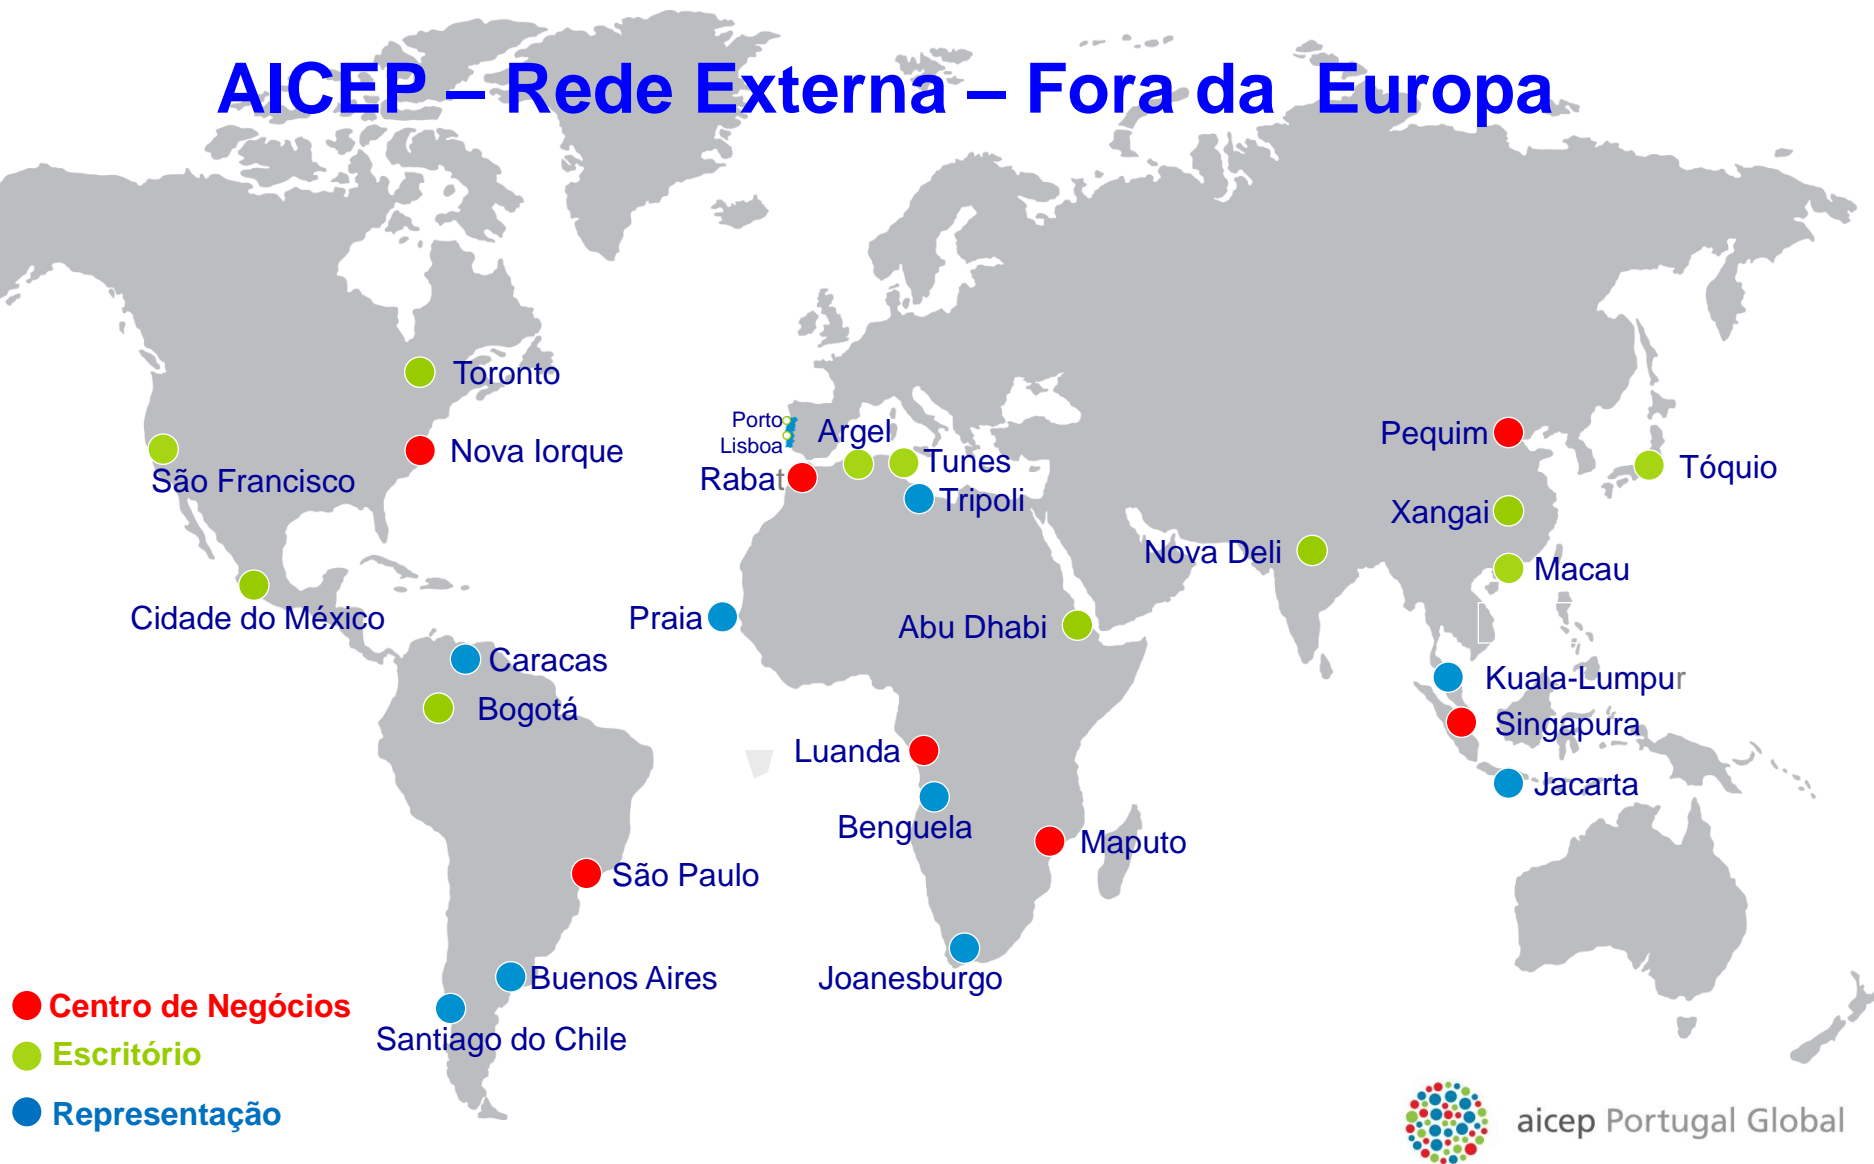 AICEP – Rede Externa – Fora da Europa
Toronto
Nova Iorque
São Francisco
Cidade do México
Caracas
Bogotá
São Paulo
Buenos Aires
Santiago do Chile
Porto
Lisboa
Argel
Rabat
Tunes
Tripoli
Praia
Abu Dhabi
Luanda
Benguela
Maputo
Joanesburgo
Pequim
Tóquio
Xangai
Nova Deli
Macau
Kuala-Lumpur
Singapura
Jacarta
Centro de Negócios
Escritório
Representação
aicep Portugal Global